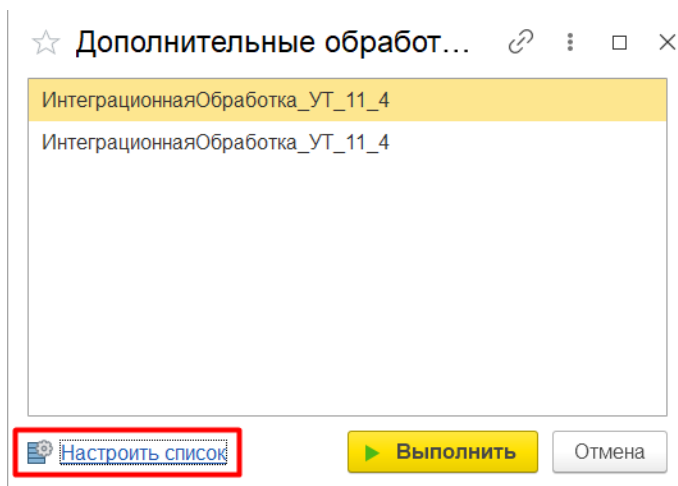 Дополнительные обработ...
ИнтеграционнаяОбработка_УТ_11_4
ИнтеграционнаяОбработка_УТ_11_4
Настроить список Выполнить Отмена